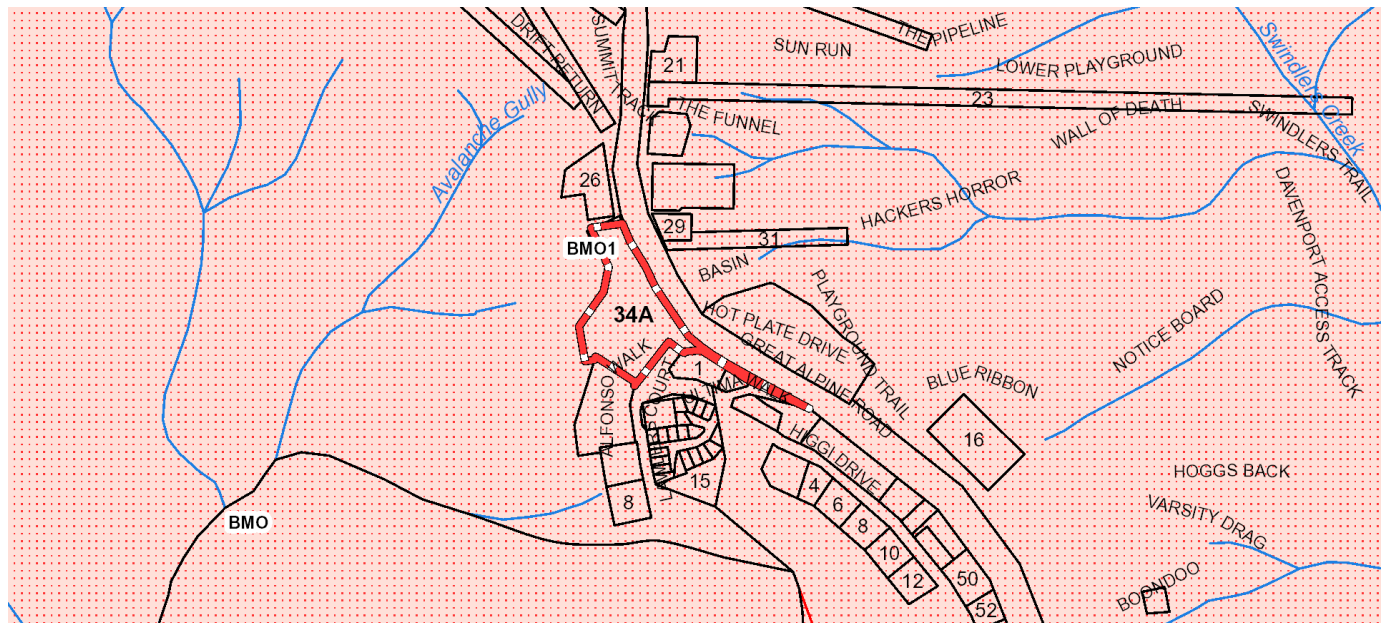 THE PIPELINE
SUN RUN
DRIFT RETURN
SUMMIT TRACK
21
LOWER PLAYGROUND
Swindlers Creek
Avalanche Gully
23
THE FUNNEL
WALL OF DEATH
SWINDLERS TRAIL
26
HACKERS HORROR
DAVENPORT ACCESS TRACK
29
31
BMO1
BASIN
34A
HOT PLATE DRIVE
PLAYGROUND TRAIL
GREAT ALPINE ROAD
NOTICE BOARD
ALFONSO WALK
1
WALK
BLUE RIBBON
COURT
HIGGI DRIVE
16
15
8
4
6
8
10
12
HOGGS BACK
VARSITY DRAG
BMO
50
52
BOONDOO